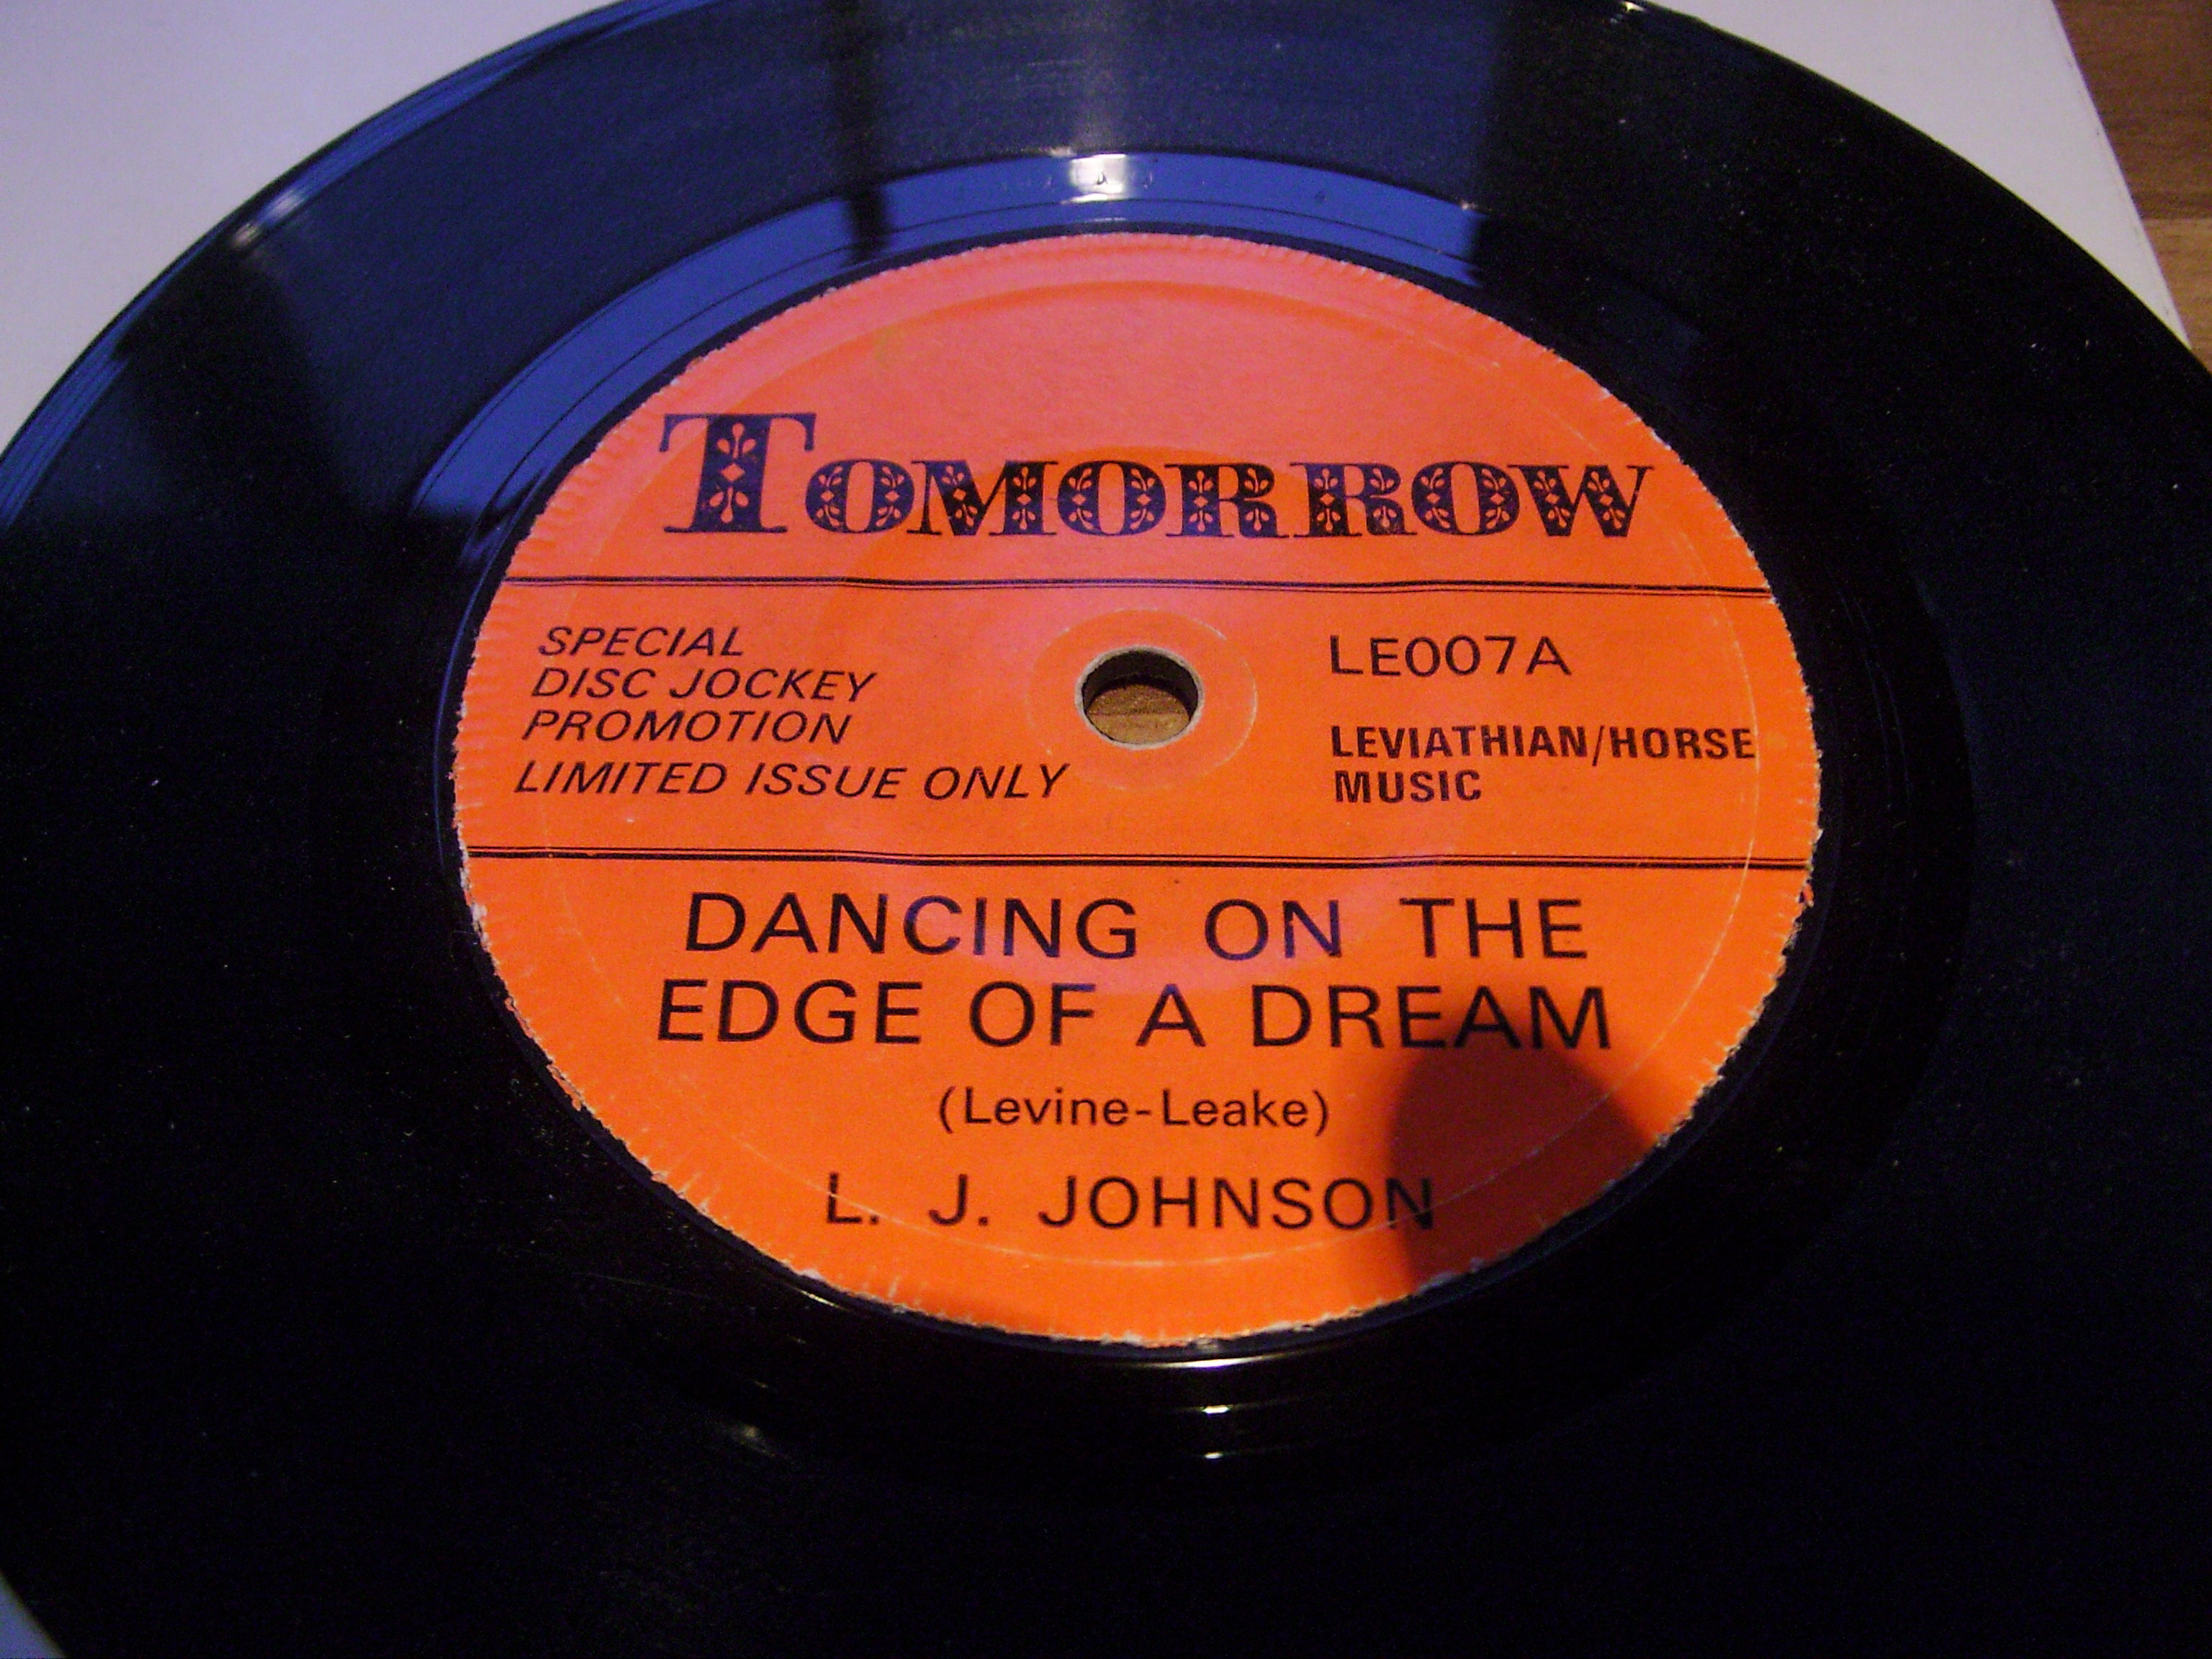 TOMORROW
SPECIAL
DISC JOCKEY
PROMOTION
LIMITED ISSUE ONLY
LE007A
LEVIATHIAN/HORSE
MUSIC
DANCING ON THE
EDGE OF A DREAM
(Levine-Leake)
L. J. JOHNSON